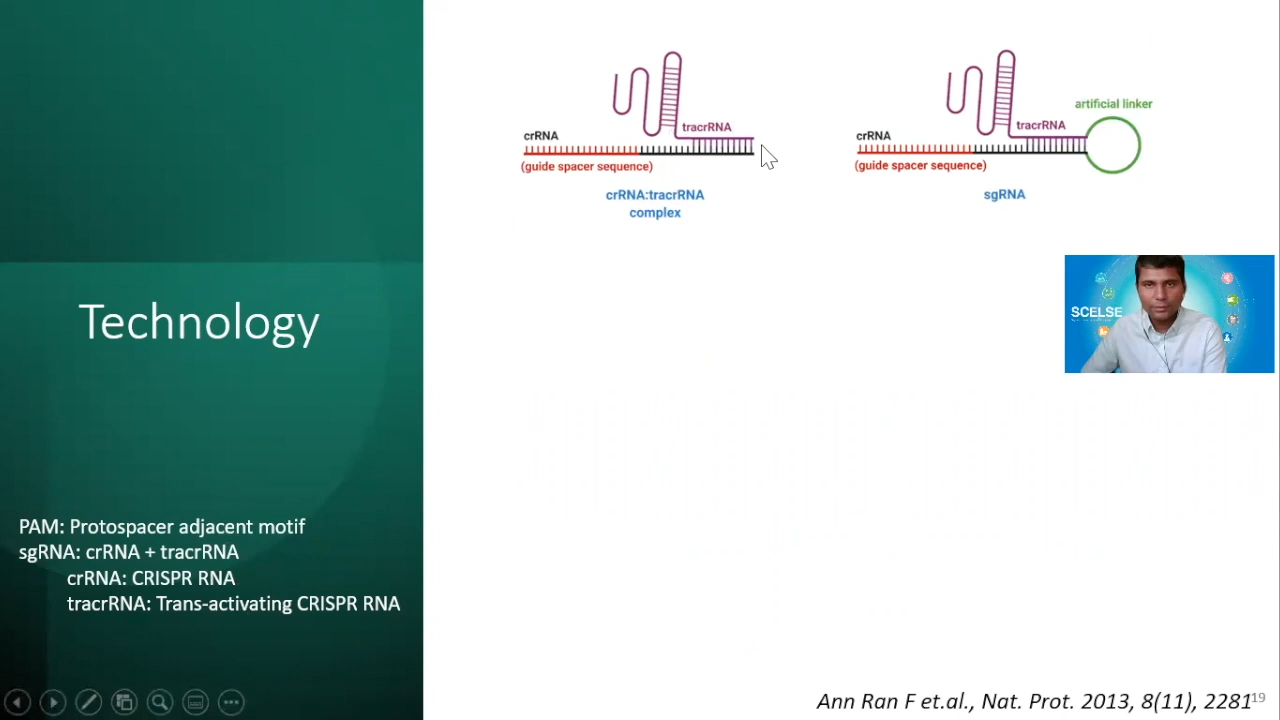 Technology
PAM: Protospacer adjacent motif
sgRNA: crRNA + tracrRNA
crRNA: CRISPR RNA
tracrRNA: Trans-activating CRISPR RNA
crRNA
tracrRNA
(guide spacer sequence)
crRNA:tracrRNA
complex
artificial linker
crRNA
tracrRNA
(guide spacer sequence)
sgRNA
SCELSE
Ann Ran F et.al., Nat. Prot. 2013, 8(11), 2281
19